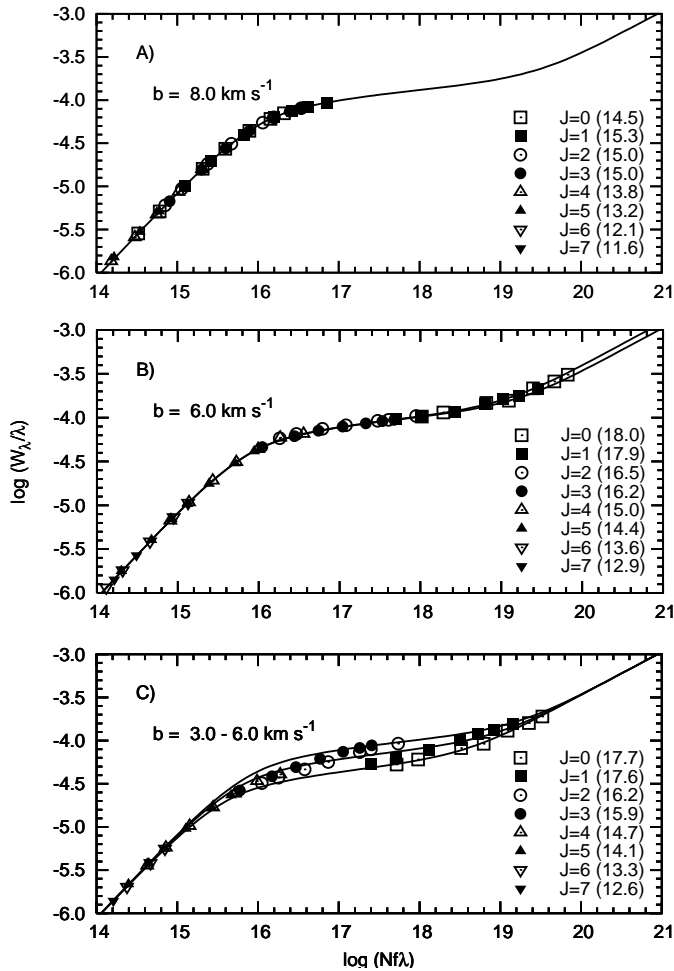 -3.0
A)
-3.5
b = 8.0 km s-1
-4.0
J=0 (14.5)
J=1 (15.3)
-4.5
J=2 (15.0)
J=3 (15.0)
-5.0
J=4 (13.8)
J=5 (13.2)
-5.5
J=6 (12.1)
J=7 (11.6)
-6.0
14 15 16 17 18 19 20 21
-3.0
B)
-3.5
b = 6.0 km s-1
-4.0
J=0 (18.0)
J=1 (17.9)
-4.5
J=2 (16.5)
J=3 (16.2)
-5.0
J=4 (15.0)
J=5 (14.4)
-5.5
J=6 (13.6)
J=7 (12.9)
-6.0
14 15 16 17 18 19 20 21
log (Wλ/λ)
-3.0
C)
-3.5
b = 3.0 - 6.0 km s-1
-4.0
J=0 (17.7)
J=1 (17.6)
-4.5
J=2 (16.2)
J=3 (15.9)
-5.0
J=4 (14.7)
J=5 (14.1)
-5.5
J=6 (13.3)
J=7 (12.6)
-6.0
14 15 16 17 18 19 20 21
log (Nfλ)